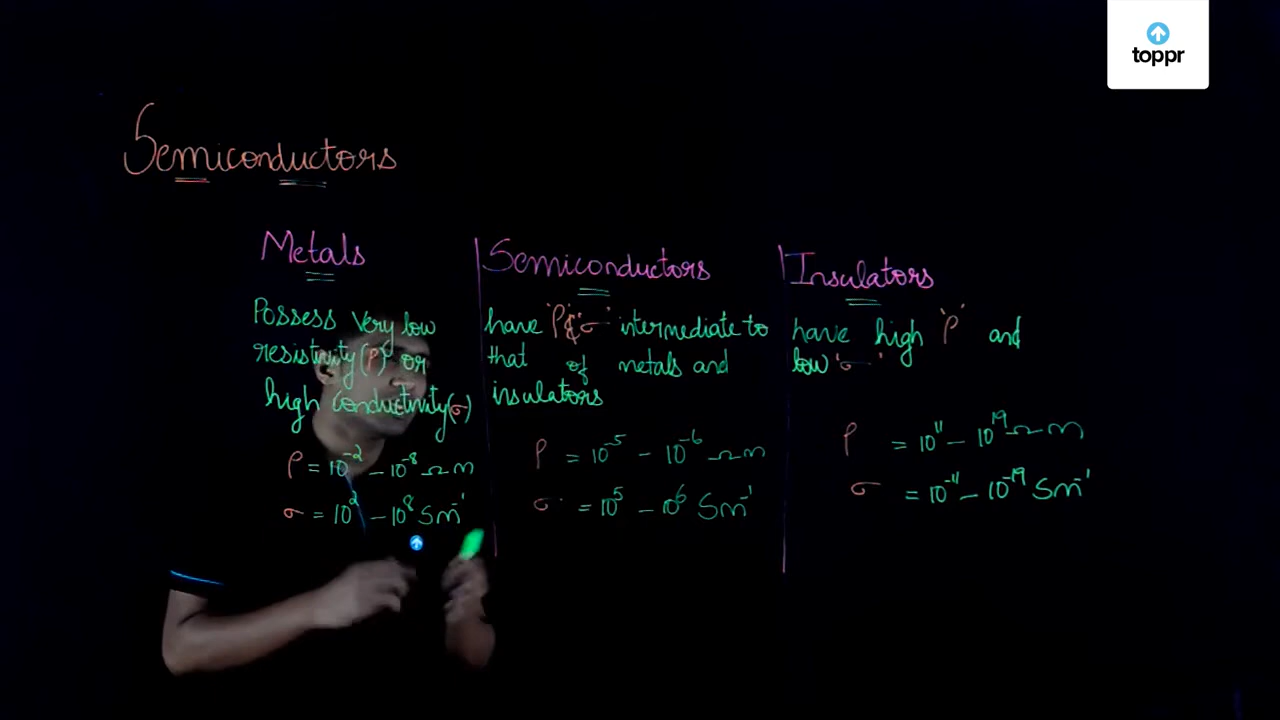 toppr
Semiconductors
Metals
Possess very low
resistivity (ρ) or
high conductivity (σ)
ρ = 10⁻² – 10⁻⁸ Ω m
σ = 10² – 10⁸ S m⁻¹
Semiconductors
have 'ρ' & 'σ' intermediate to
that of metals and
insulators
ρ = 10⁻⁵ – 10⁻⁶ Ω m
σ = 10⁵ – 10⁶ S m⁻¹
Insulators
have high 'ρ' and
low 'σ'
ρ = 10¹¹ – 10¹⁹ Ω m
σ = 10⁻¹¹ – 10⁻¹⁹ S m⁻¹